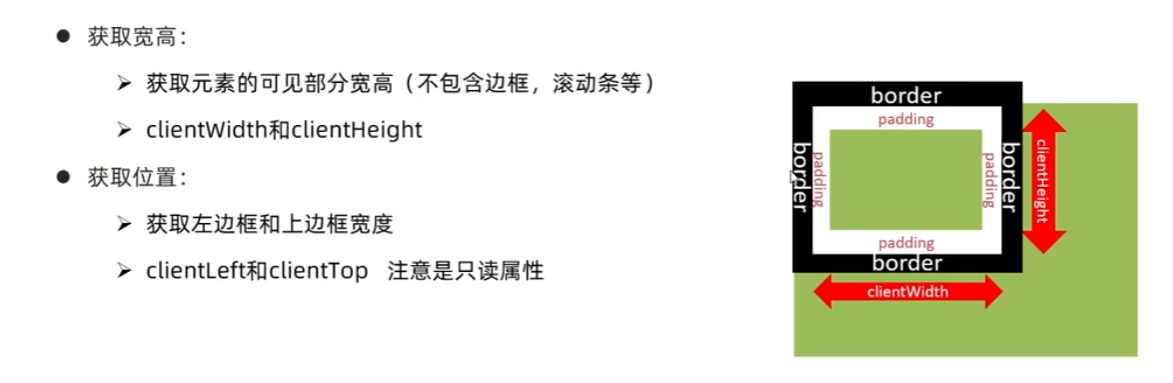 ● 获取宽高：
➢ 获取元素的可见部分宽高（不包含边框，滚动条等）
➢ clientWidth和clientHeight
● 获取位置：
➢ 获取左边框和上边框宽度
➢ clientLeft和clientTop 注意是只读属性
border
padding
border
padding
padding
border
clientHeight
padding
border
clientWidth